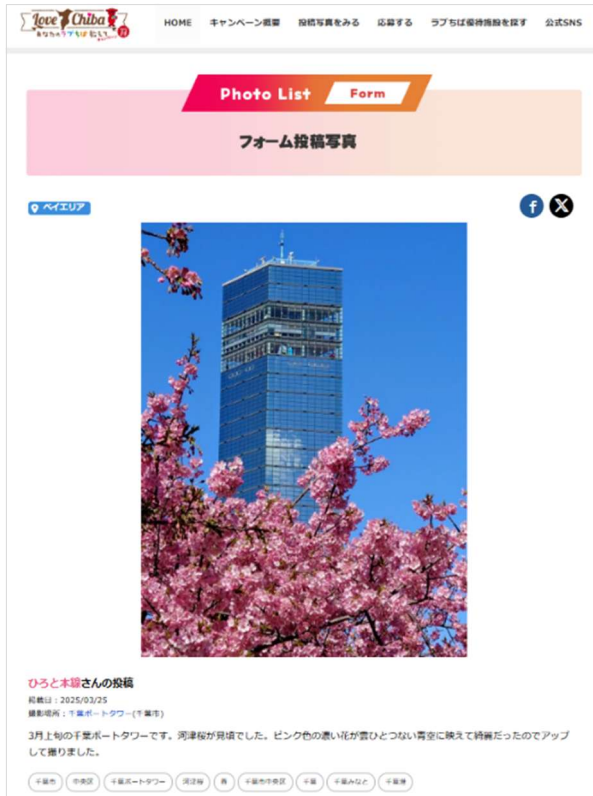 Love Chiba
HOME キャンペーン概要 投稿写真をみる 応募する ラブちば優待施設を探す 公式SNS
Photo List Form
フォーム投稿写真
ベイエリア
ひろと本線さんの投稿
掲載日：2025/03/25
撮影場所：千葉ポートタワー(千葉市)
3月上旬の千葉ポートタワーです。河津桜が見頃でした。ピンク色の濃い花が雲ひとつない青空に映えて綺麗だったのでアップ
して撮りました。
千葉市 中央区 千葉ポートタワー 河津桜 春 千葉市中央区 千葉 千葉みなと 千葉港